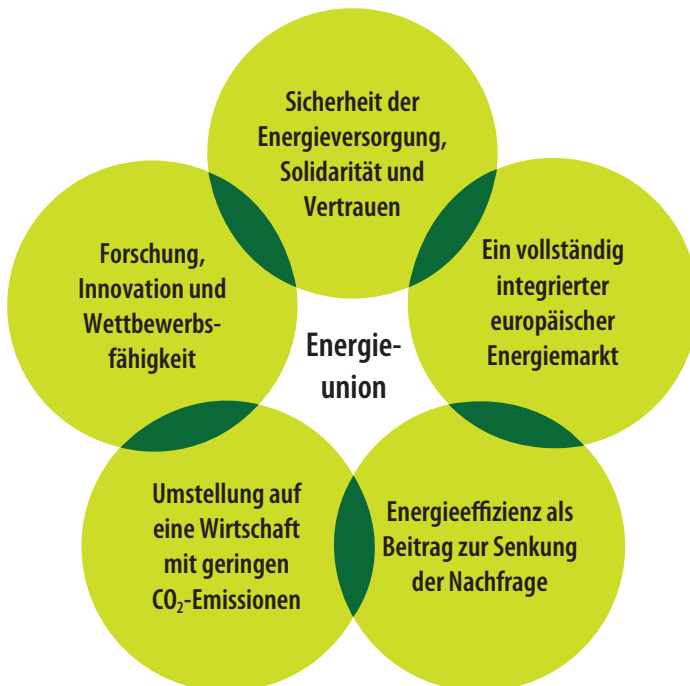 Sicherheit der
Energieversorgung,
Solidarität und
Vertrauen
Ein vollständig
integrierter
europäischer
Energiemarkt
Energieeffizienz als
Beitrag zur Senkung
der Nachfrage
Umstellung auf
eine Wirtschaft
mit geringen
CO₂-Emissionen
Forschung,
Innovation und
Wettbewerbs-
fähigkeit
Energie-
union